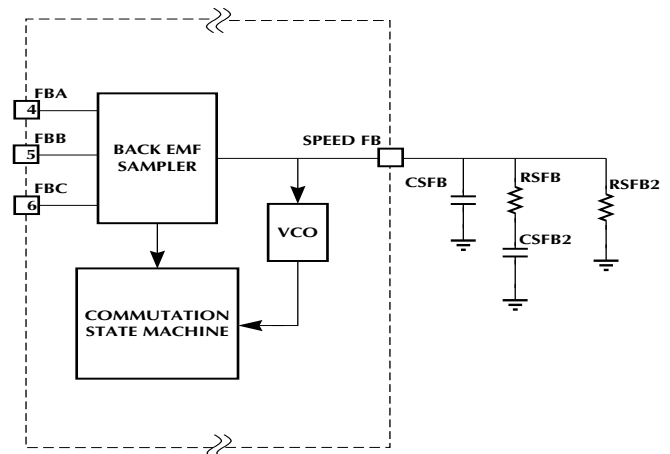 FBA
4
FBB
5
FBC
6
BACK EMF
SAMPLER
SPEED FB
VCO
COMMUTATION
STATE MACHINE
CSFB
RSFB
CSFB2
RSFB2